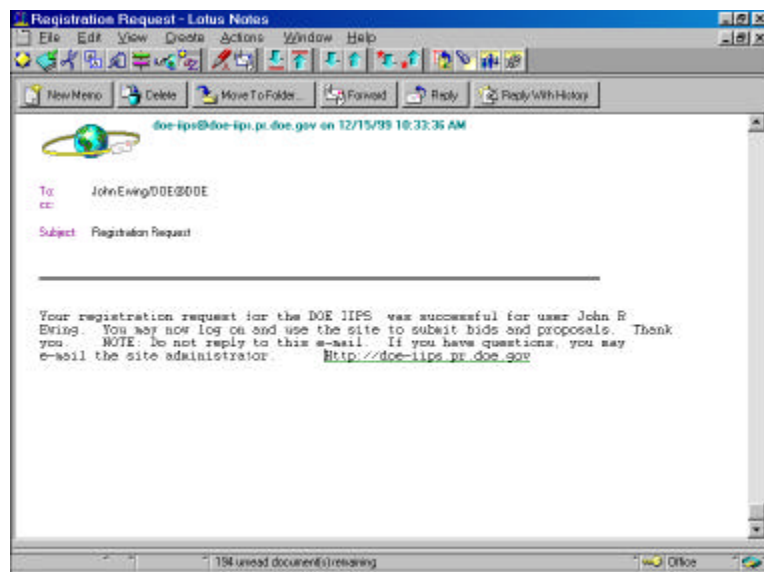 Registration Request - Lotus Notes
File Edit View Create Actions Window Help
New Memo Delete Move To Folder... Forward Reply Reply With History
doe-iips@doe-iips.pr.doe.gov on 12/15/99 10:33:36 AM
To: John Ewing/DOE@DOE
cc:
Subject: Registration Request
Your registration request for the DOE IIPS was successful for user John R
Ewing. You may now log on and use the site to submit bids and proposals. Thank
you. NOTE: Do not reply to this e-mail. If you have questions, you may
e-mail the site administrator. Http://doe-iips.pr.doe.gov
194 unread document(s) remaining Office